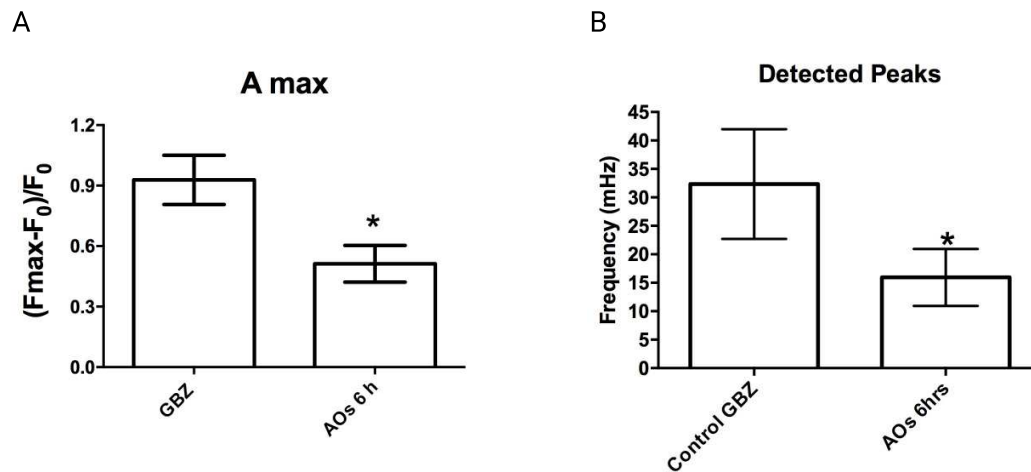 A
A max
(Fmax-F₀)/F₀
1.2
0.9
0.6
0.3
0.0
*
GBZ
AOs 6 h
B
Detected Peaks
Frequency (mHz)
45
40
35
30
25
20
15
10
5
0
*
Control GBZ
AOs 6hrs